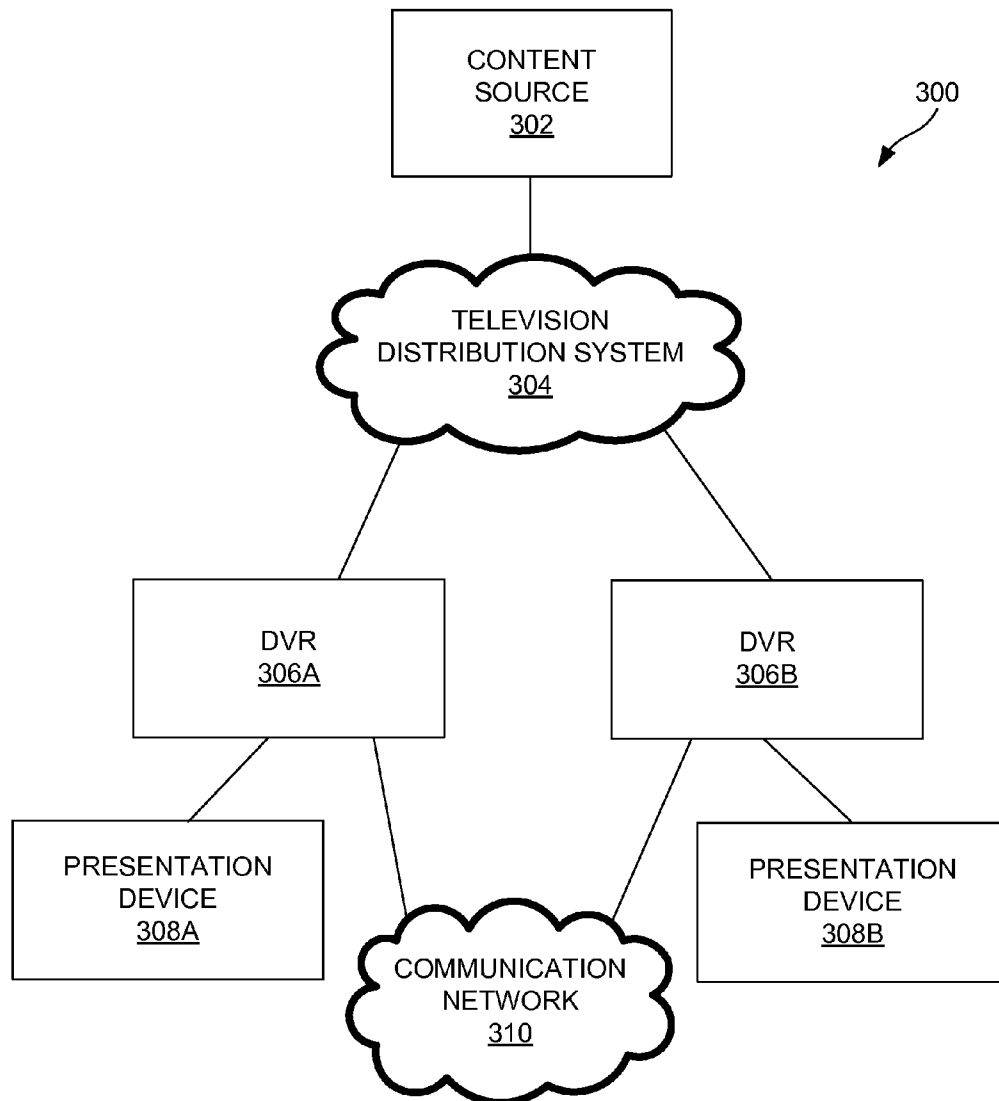 CONTENT
SOURCE
302
300
TELEVISION
DISTRIBUTION SYSTEM
304
DVR
306A
DVR
306B
PRESENTATION
DEVICE
308A
PRESENTATION
DEVICE
308B
COMMUNICATION
NETWORK
310